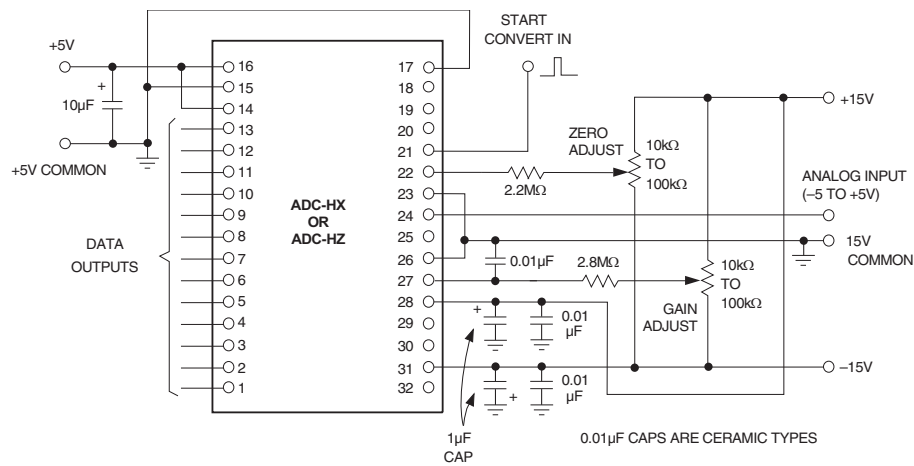 START
CONVERT IN
+5V
+
10µF
+5V COMMON
DATA
OUTPUTS
16
15
14
13
12
11
10
9
8
7
6
5
4
3
2
1
ADC-HX
OR
ADC-HZ
17
18
19
20
21
22
23
24
25
26
27
28
29
30
31
32
ZERO
ADJUST
2.2MΩ
10kΩ
TO
100kΩ
+15V
ANALOG INPUT
(–5 TO +5V)
15V
COMMON
0.01µF
2.8MΩ
10kΩ
TO
100kΩ
GAIN
ADJUST
+
0.01
µF
–15V
+
0.01
µF
1µF
CAP
0.01µF CAPS ARE CERAMIC TYPES